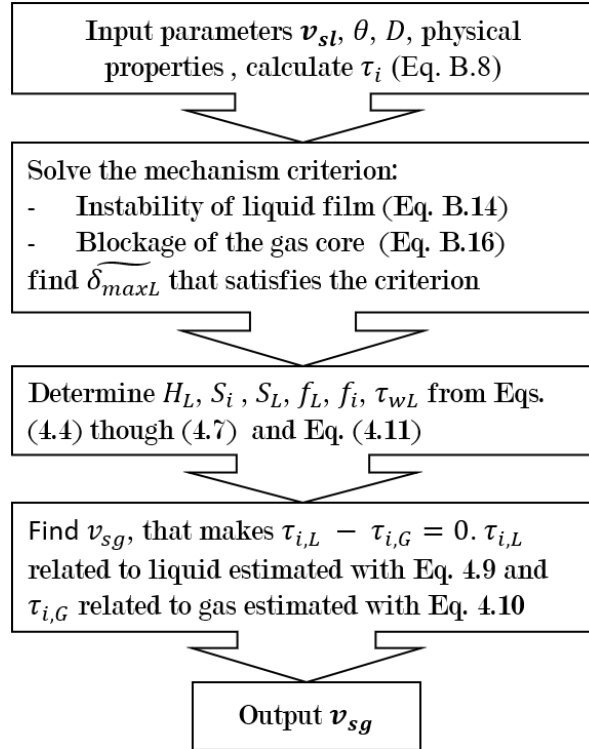 Input parameters v_sl, θ, D, physical
properties , calculate τ_i (Eq. B.8)
Solve the mechanism criterion:
- Instability of liquid film (Eq. B.14)
- Blockage of the gas core (Eq. B.16)
find \widetilde{δ_maxL} that satisfies the criterion
Determine H_L, S_i , S_L, f_L, f_i, τ_wL from Eqs.
(4.4) though (4.7) and Eq. (4.11)
Find v_sg, that makes τ_i,L − τ_i,G = 0. τ_i,L
related to liquid estimated with Eq. 4.9 and
τ_i,G related to gas estimated with Eq. 4.10
Output v_sg